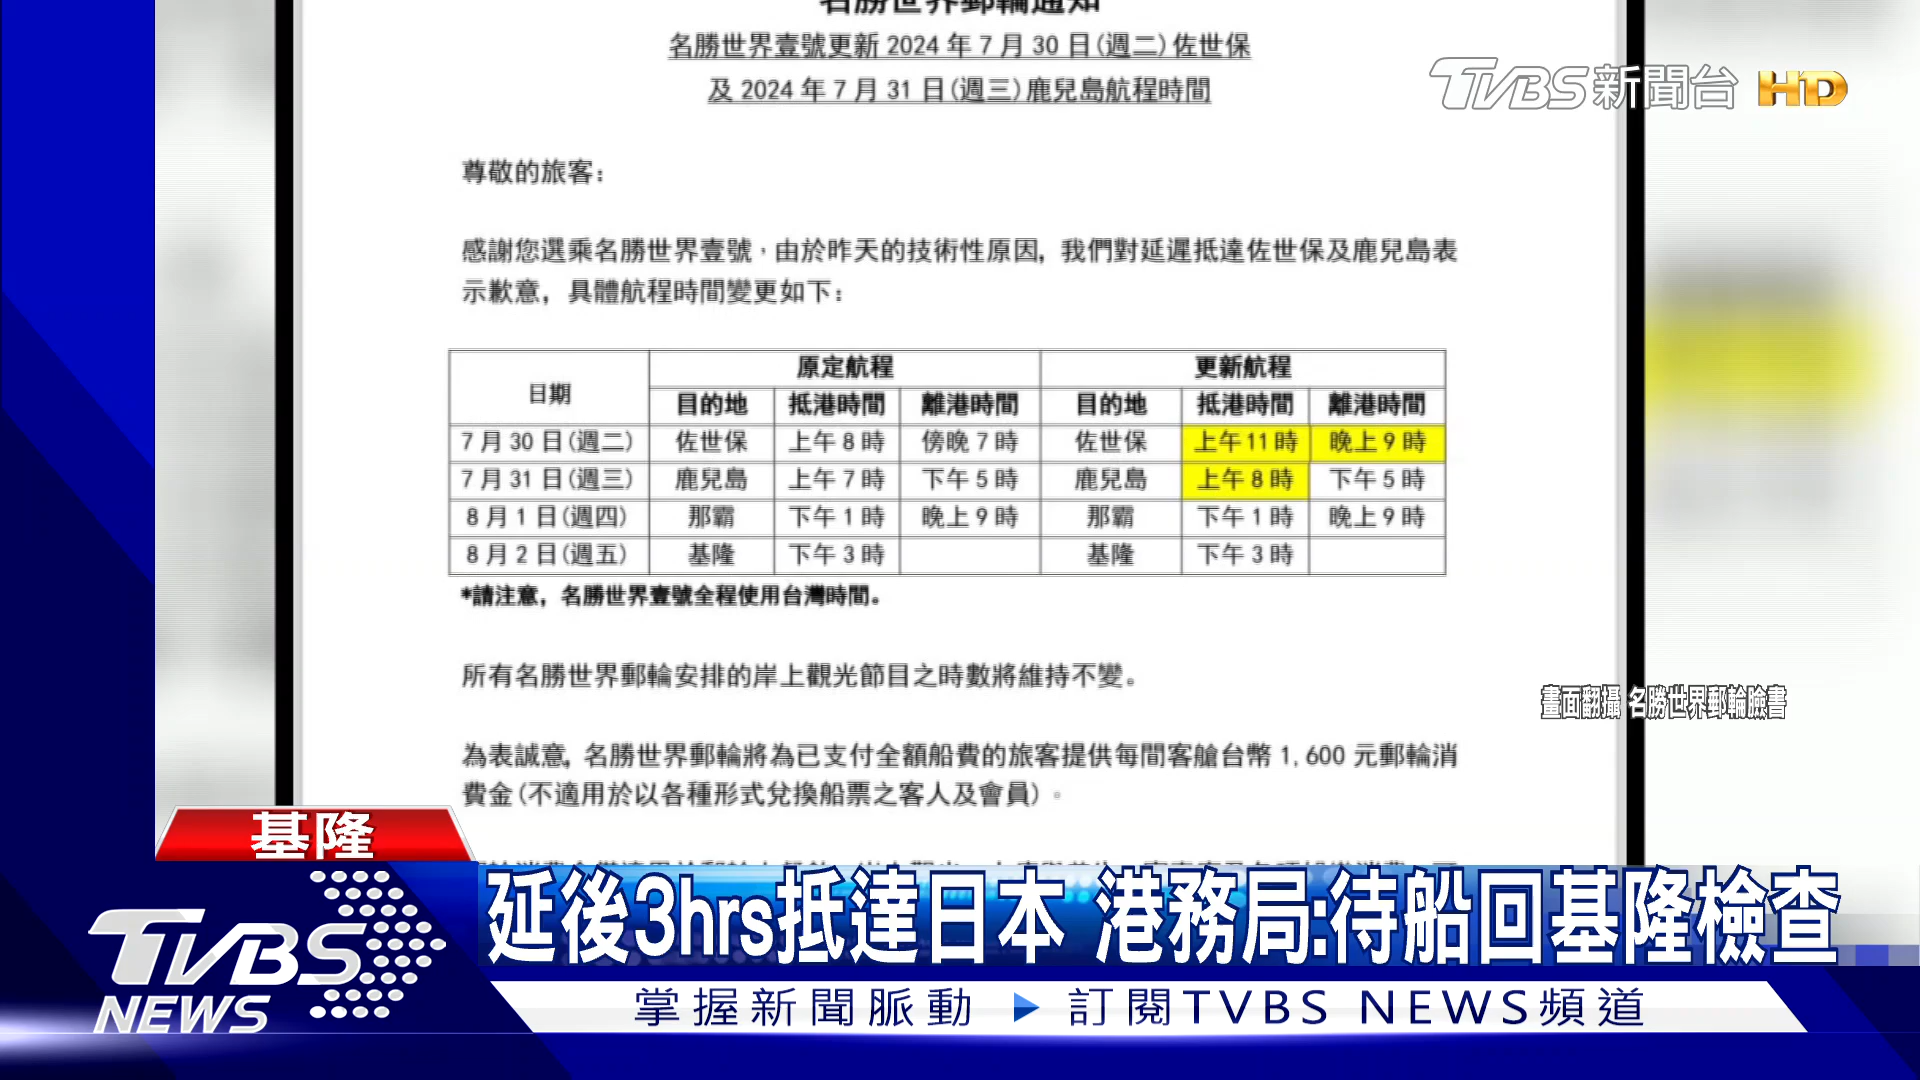 名勝世界郵輪通知
名勝世界壹號更新 2024 年 7 月 30 日(週二)佐世保
及 2024 年 7 月 31 日(週三)鹿兒島航程時間
TVBS新聞台 HD
尊敬的旅客：
感謝您選乘名勝世界壹號，由於昨天的技術性原因，我們對延遲抵達佐世保及鹿兒島表
示歉意，具體航程時間變更如下：
日期 原定航程 更新航程
目的地 抵港時間 離港時間 目的地 抵港時間 離港時間
7 月 30 日(週二) 佐世保 上午 8 時 傍晚 7 時 佐世保 上午 11 時 晚上 9 時
7 月 31 日(週三) 鹿兒島 上午 7 時 下午 5 時 鹿兒島 上午 8 時 下午 5 時
8 月 1 日(週四) 那霸 下午 1 時 晚上 9 時 那霸 下午 1 時 晚上 9 時
8 月 2 日(週五) 基隆 下午 3 時 基隆 下午 3 時
*請注意，名勝世界壹號全程使用台灣時間。
所有名勝世界郵輪安排的岸上觀光節目之時數將維持不變。
畫面翻攝 名勝世界郵輪臉書
為表誠意，名勝世界郵輪將為已支付全額船費的旅客提供每間客艙台幣 1,600 元郵輪消
費金(不適用於以各種形式兌換船票之客人及會員)。
基隆
延後3hrs抵達日本 港務局:待船回基隆檢查
TVBS
NEWS
掌握新聞脈動 ▶ 訂閱TVBS NEWS頻道